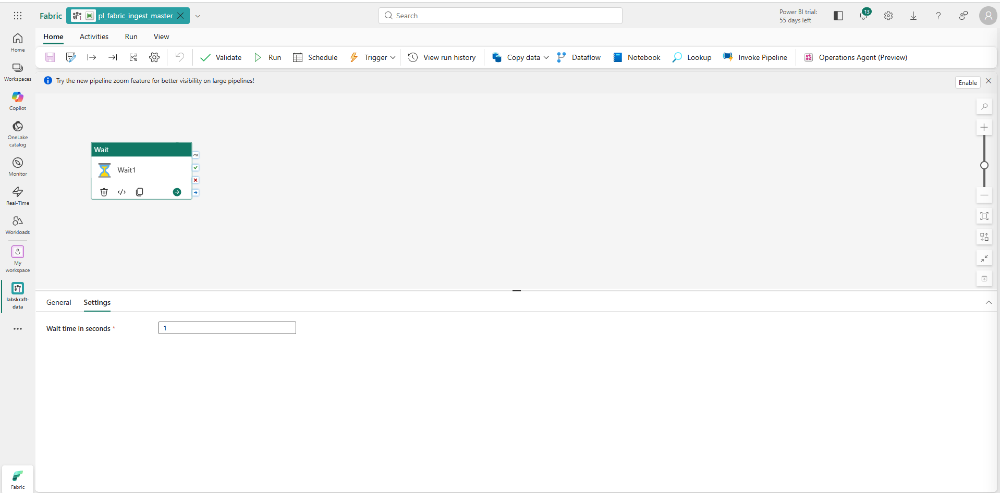 Fabric
pl_fabric_ingest_master
Search
Power BI trial:
55 days left
13
Home
Activities
Run
View
Validate
Run
Schedule
Trigger
View run history
Copy data
Dataflow
Notebook
Lookup
Invoke Pipeline
Operations Agent (Preview)
Try the new pipeline zoom feature for better visibility on large pipelines!
Enable
Home
Workspaces
Copilot
OneLake
catalog
Monitor
Real-Time
Workloads
My
workspace
labskraft-
data
Fabric
Wait
Wait1
General
Settings
Wait time in seconds *
1